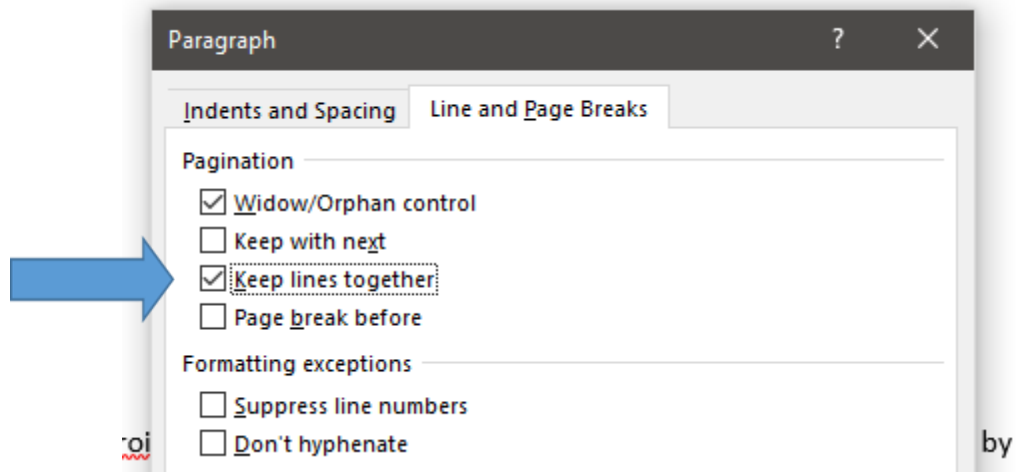 Paragraph ?
Indents and Spacing Line and Page Breaks
Pagination
Widow/Orphan control
Keep with next
Keep lines together
Page break before
Formatting exceptions
Suppress line numbers
Don't hyphenate
by